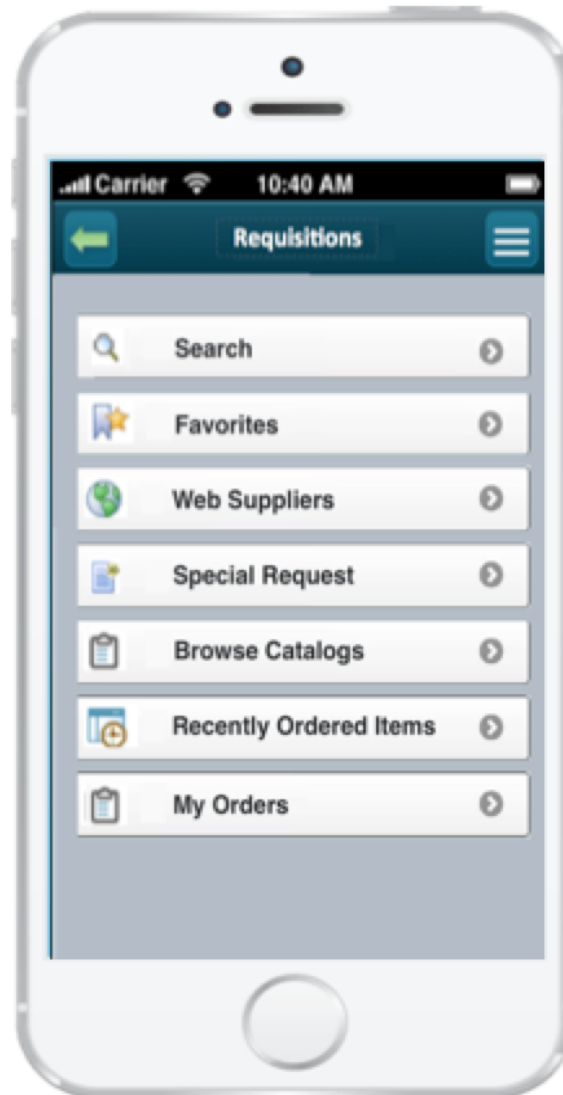 Carrier 10:40 AM
Requisitions
Search
Favorites
Web Suppliers
Special Request
Browse Catalogs
Recently Ordered Items
My Orders